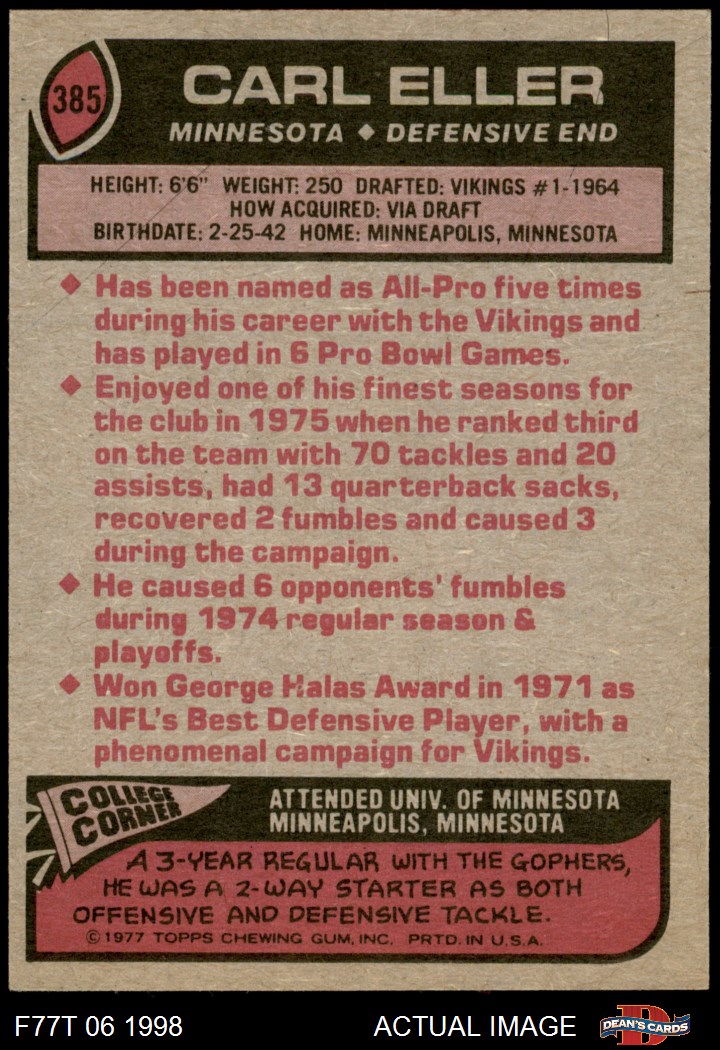 385
CARL ELLER
MINNESOTA ◆ DEFENSIVE END
HEIGHT: 6'6" WEIGHT: 250 DRAFTED: VIKINGS #1-1964
HOW ACQUIRED: VIA DRAFT
BIRTHDATE: 2-25-42 HOME: MINNEAPOLIS, MINNESOTA
◆ Has been named as All-Pro five times
during his career with the Vikings and
has played in 6 Pro Bowl Games.
◆ Enjoyed one of his finest seasons for
the club in 1975 when he ranked third
on the team with 70 tackles and 20
assists, had 13 quarterback sacks,
recovered 2 fumbles and caused 3
during the campaign.
◆ He caused 6 opponents' fumbles
during 1974 regular season &
playoffs.
◆ Won George Halas Award in 1971 as
NFL's Best Defensive Player, with a
phenomenal campaign for Vikings.
COLLEGE
CORNER
ATTENDED UNIV. OF MINNESOTA
MINNEAPOLIS, MINNESOTA
A 3-YEAR REGULAR WITH THE GOPHERS,
HE WAS A 2-WAY STARTER AS BOTH
OFFENSIVE AND DEFENSIVE TACKLE.
© 1977 TOPPS CHEWING GUM, INC. PRTD. IN U.S.A.
F77T 06 1998
ACTUAL IMAGE
D
DEAN'S CARDS